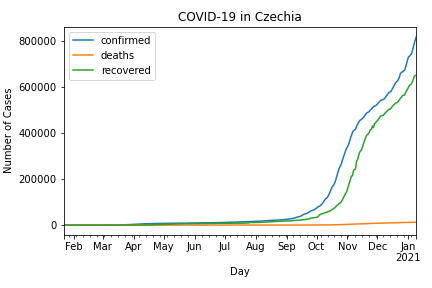 COVID-19 in Czechia
confirmed
deaths
recovered
Number of Cases
800000
600000
400000
200000
0
Feb Mar Apr May Jun Jul Aug Sep Oct Nov Dec Jan
2021
Day